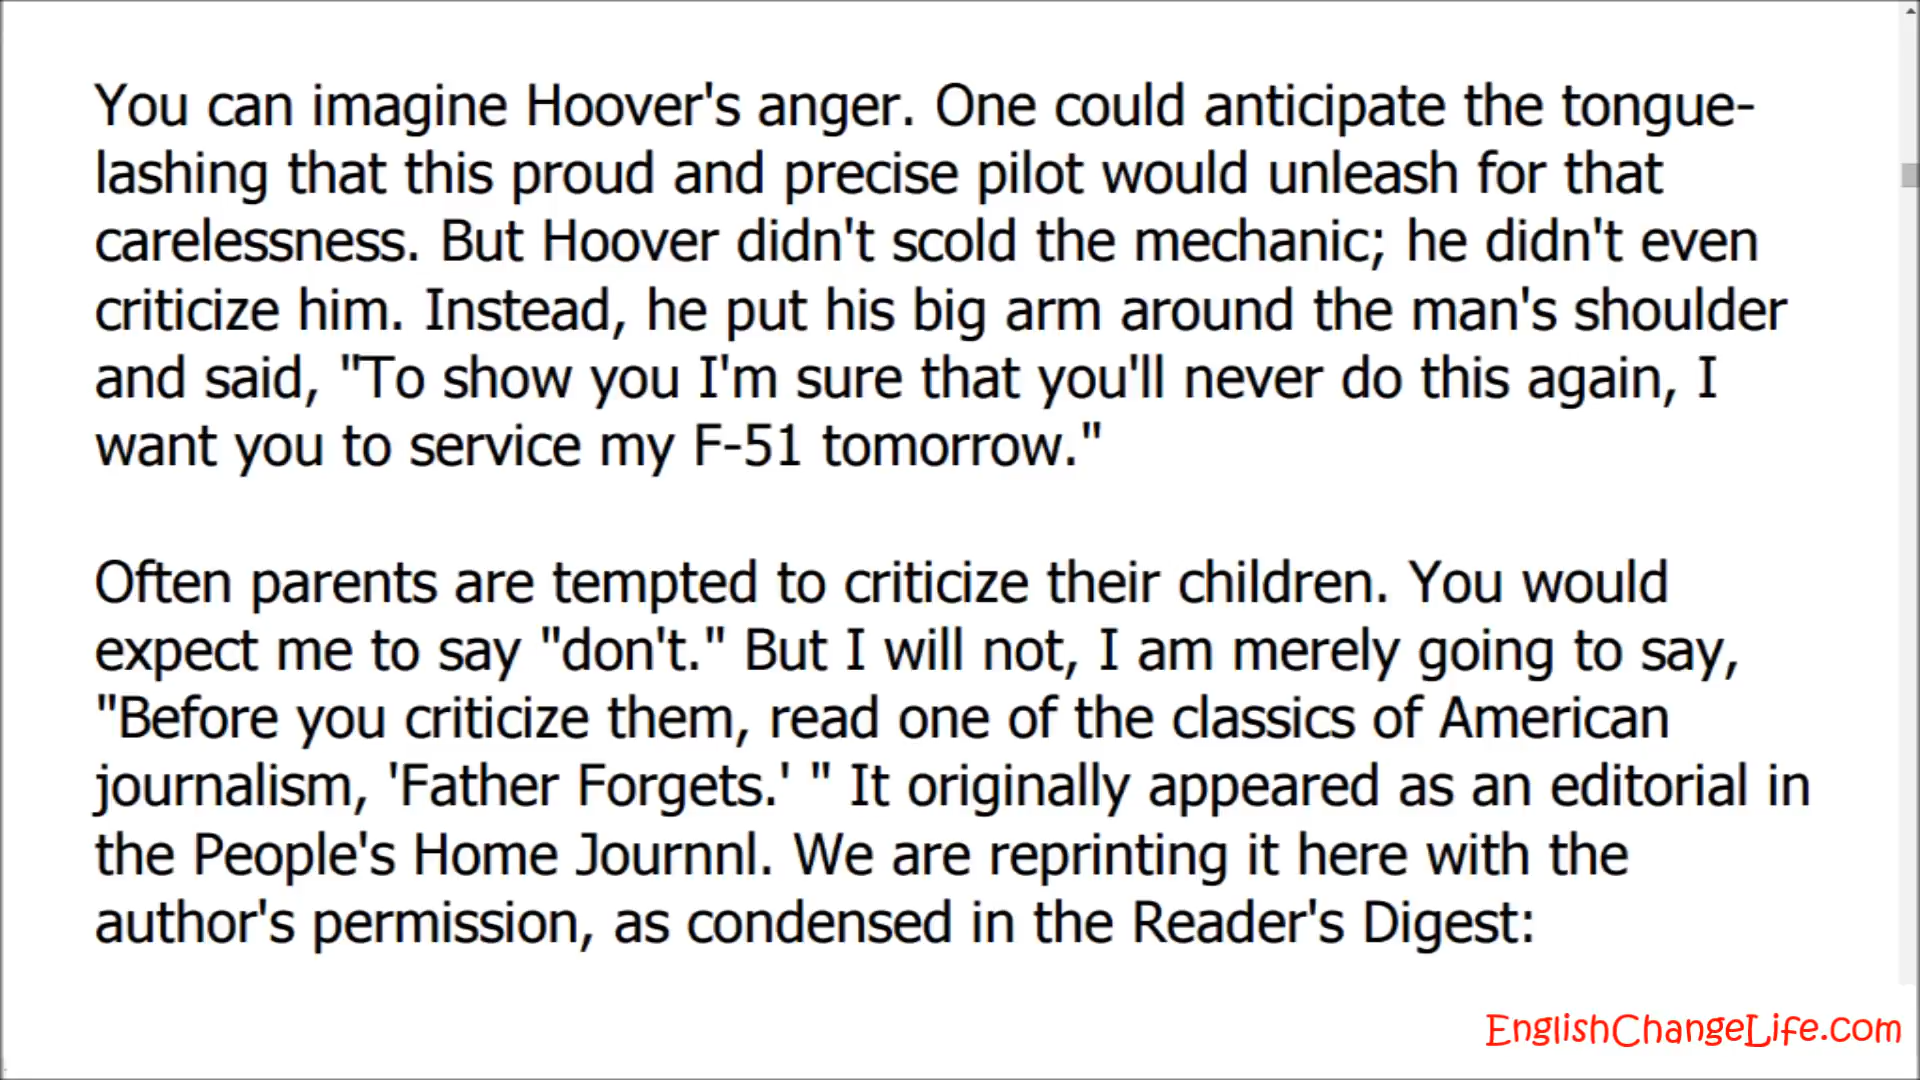 You can imagine Hoover's anger. One could anticipate the tongue-
lashing that this proud and precise pilot would unleash for that
carelessness. But Hoover didn't scold the mechanic; he didn't even
criticize him. Instead, he put his big arm around the man's shoulder
and said, "To show you I'm sure that you'll never do this again, I
want you to service my F-51 tomorrow."
Often parents are tempted to criticize their children. You would
expect me to say "don't." But I will not, I am merely going to say,
"Before you criticize them, read one of the classics of American
journalism, 'Father Forgets.' " It originally appeared as an editorial in
the People's Home Journnl. We are reprinting it here with the
author's permission, as condensed in the Reader's Digest:
EnglishChangeLife.com